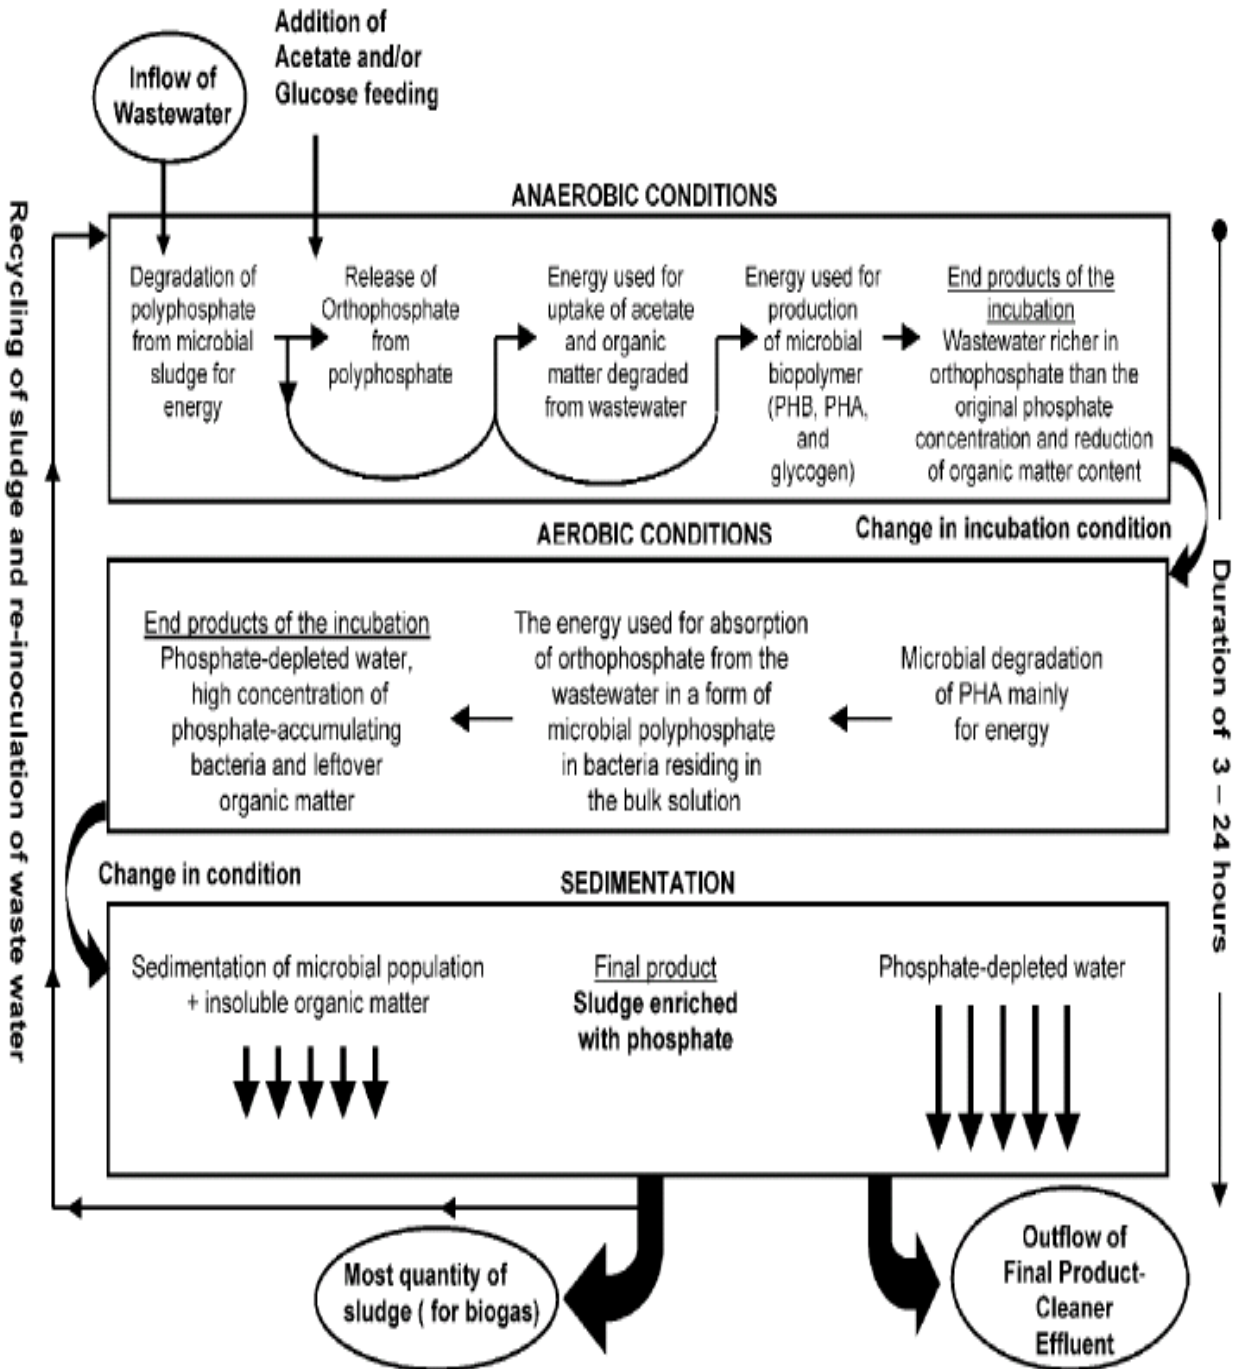 Addition of
Acetate and/or
Glucose feeding
Inflow of
Wastewater
ANAEROBIC CONDITIONS
Degradation of
polyphosphate
from microbial
sludge for
energy
Release of
Orthophosphate
from
polyphosphate
Energy used for
uptake of acetate
and organic
matter degraded
from wastewater
Energy used for
production
of microbial
biopolymer
(PHB, PHA,
and
glycogen)
End products of the
incubation
Wastewater richer in
orthophosphate than the
original phosphate
concentration and reduction
of organic matter content
Change in incubation condition
AEROBIC CONDITIONS
End products of the incubation
Phosphate-depleted water,
high concentration of
phosphate-accumulating
bacteria and leftover
organic matter
The energy used for absorption
of orthophosphate from the
wastewater in a form of
microbial polyphosphate
in bacteria residing in
the bulk solution
Microbial degradation
of PHA mainly
for energy
Change in condition
SEDIMENTATION
Sedimentation of microbial population
+ insoluble organic matter
Final product
Sludge enriched
with phosphate
Phosphate-depleted water
Most quantity of
sludge ( for biogas)
Outflow of
Final Product-
Cleaner
Effluent
Recycling of sludge and re-inoculation of waste water
Duration of 3 – 24 hours